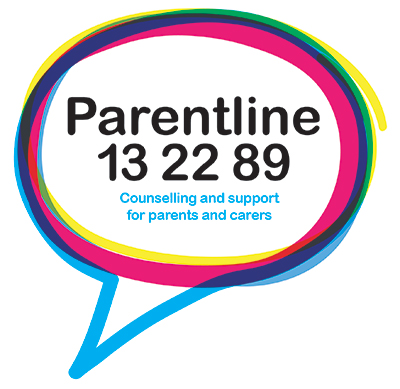 Parentline
13 22 89
Counselling and support
for parents and carers